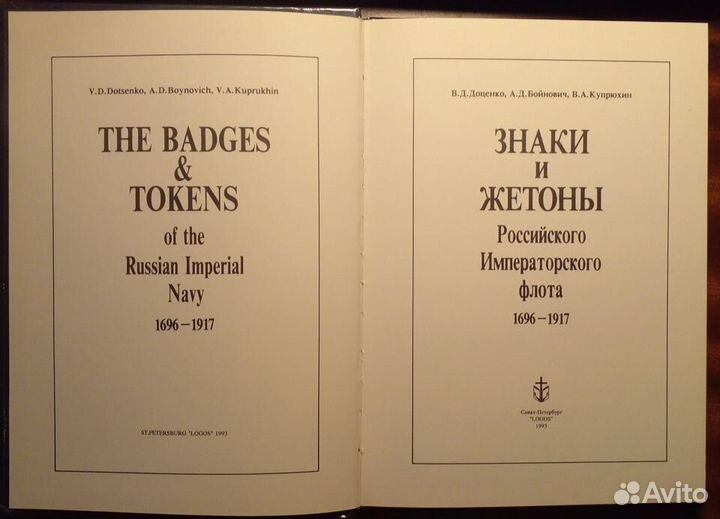 V. D. Dotsenko, A. D. Boynovich, V. A. Kuprukhin
THE BADGES
&
TOKENS
of the
Russian Imperial
Navy
1696—1917
ST.PETERSBURG "LOGOS" 1993
В. Д. Доценко, А. Д. Бойнович, В. А. Купрюхин
ЗНАКИ
и
ЖЕТОНЫ
Российского
Императорского
флота
1696—1917
Санкт-Петербург
"LOGOS"
1993
Avito